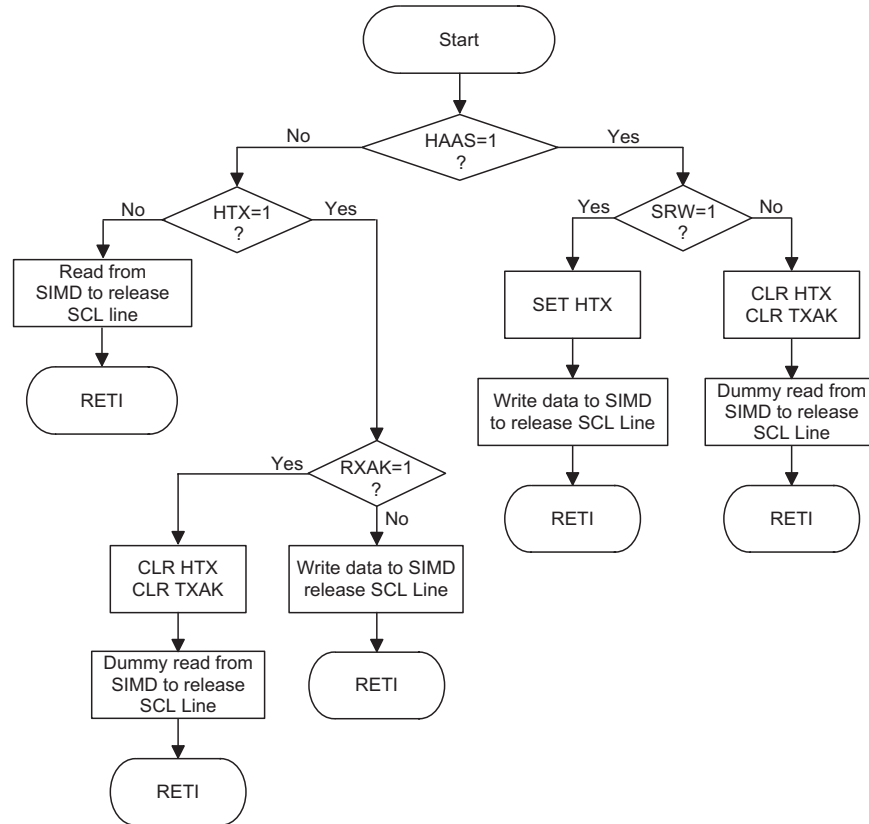 Start
HAAS=1
?
No
Yes
HTX=1
?
No
Yes
SRW=1
?
Yes
No
Read from
SIMD to release
SCL line
SET HTX
CLR HTX
CLR TXAK
RETI
Write data to SIMD
to release SCL Line
Dummy read from
SIMD to release
SCL Line
RXAK=1
?
Yes
No
RETI
RETI
CLR HTX
CLR TXAK
Write data to SIMD
release SCL Line
Dummy read from
SIMD to release
SCL Line
RETI
RETI